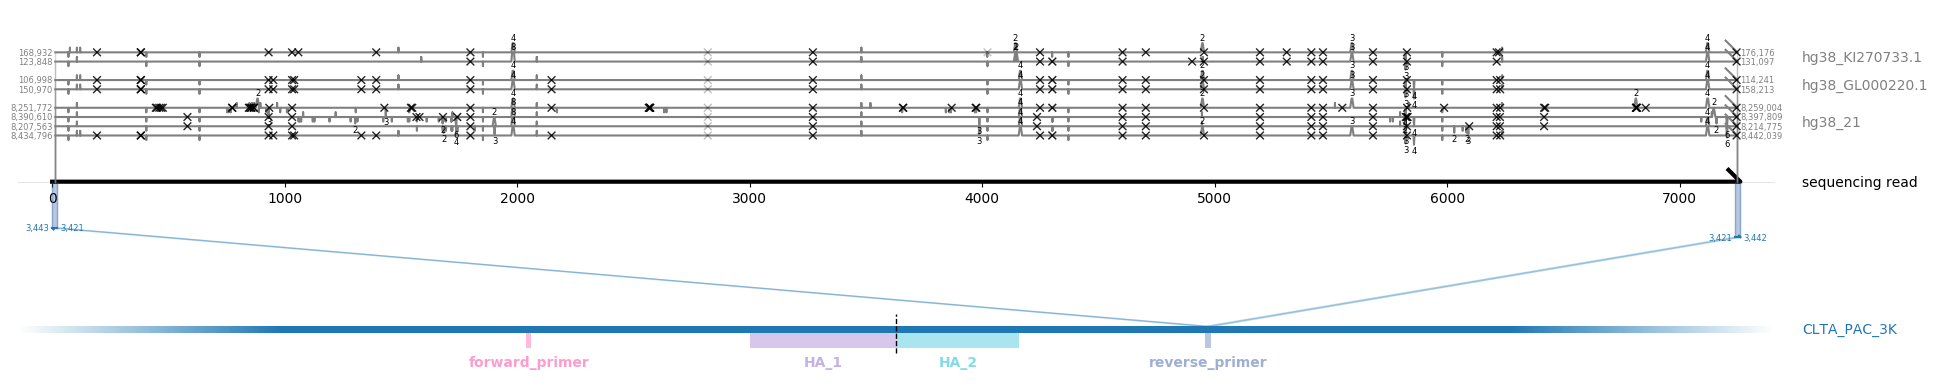 168,932 176,176 hg38_KI270733.1
123,848 131,097
106,998 114,241 hg38_GL000220.1
150,970 158,213
8,251,772 8,259,004
8,390,610 8,397,809 hg38_21
8,207,563 8,214,775
8,434,796 8,442,039
sequencing read
0 1000 2000 3000 4000 5000 6000 7000
3,443 3,421 3,421 3,442
CLTA_PAC_3K
forward_primer HA_1 HA_2 reverse_primer